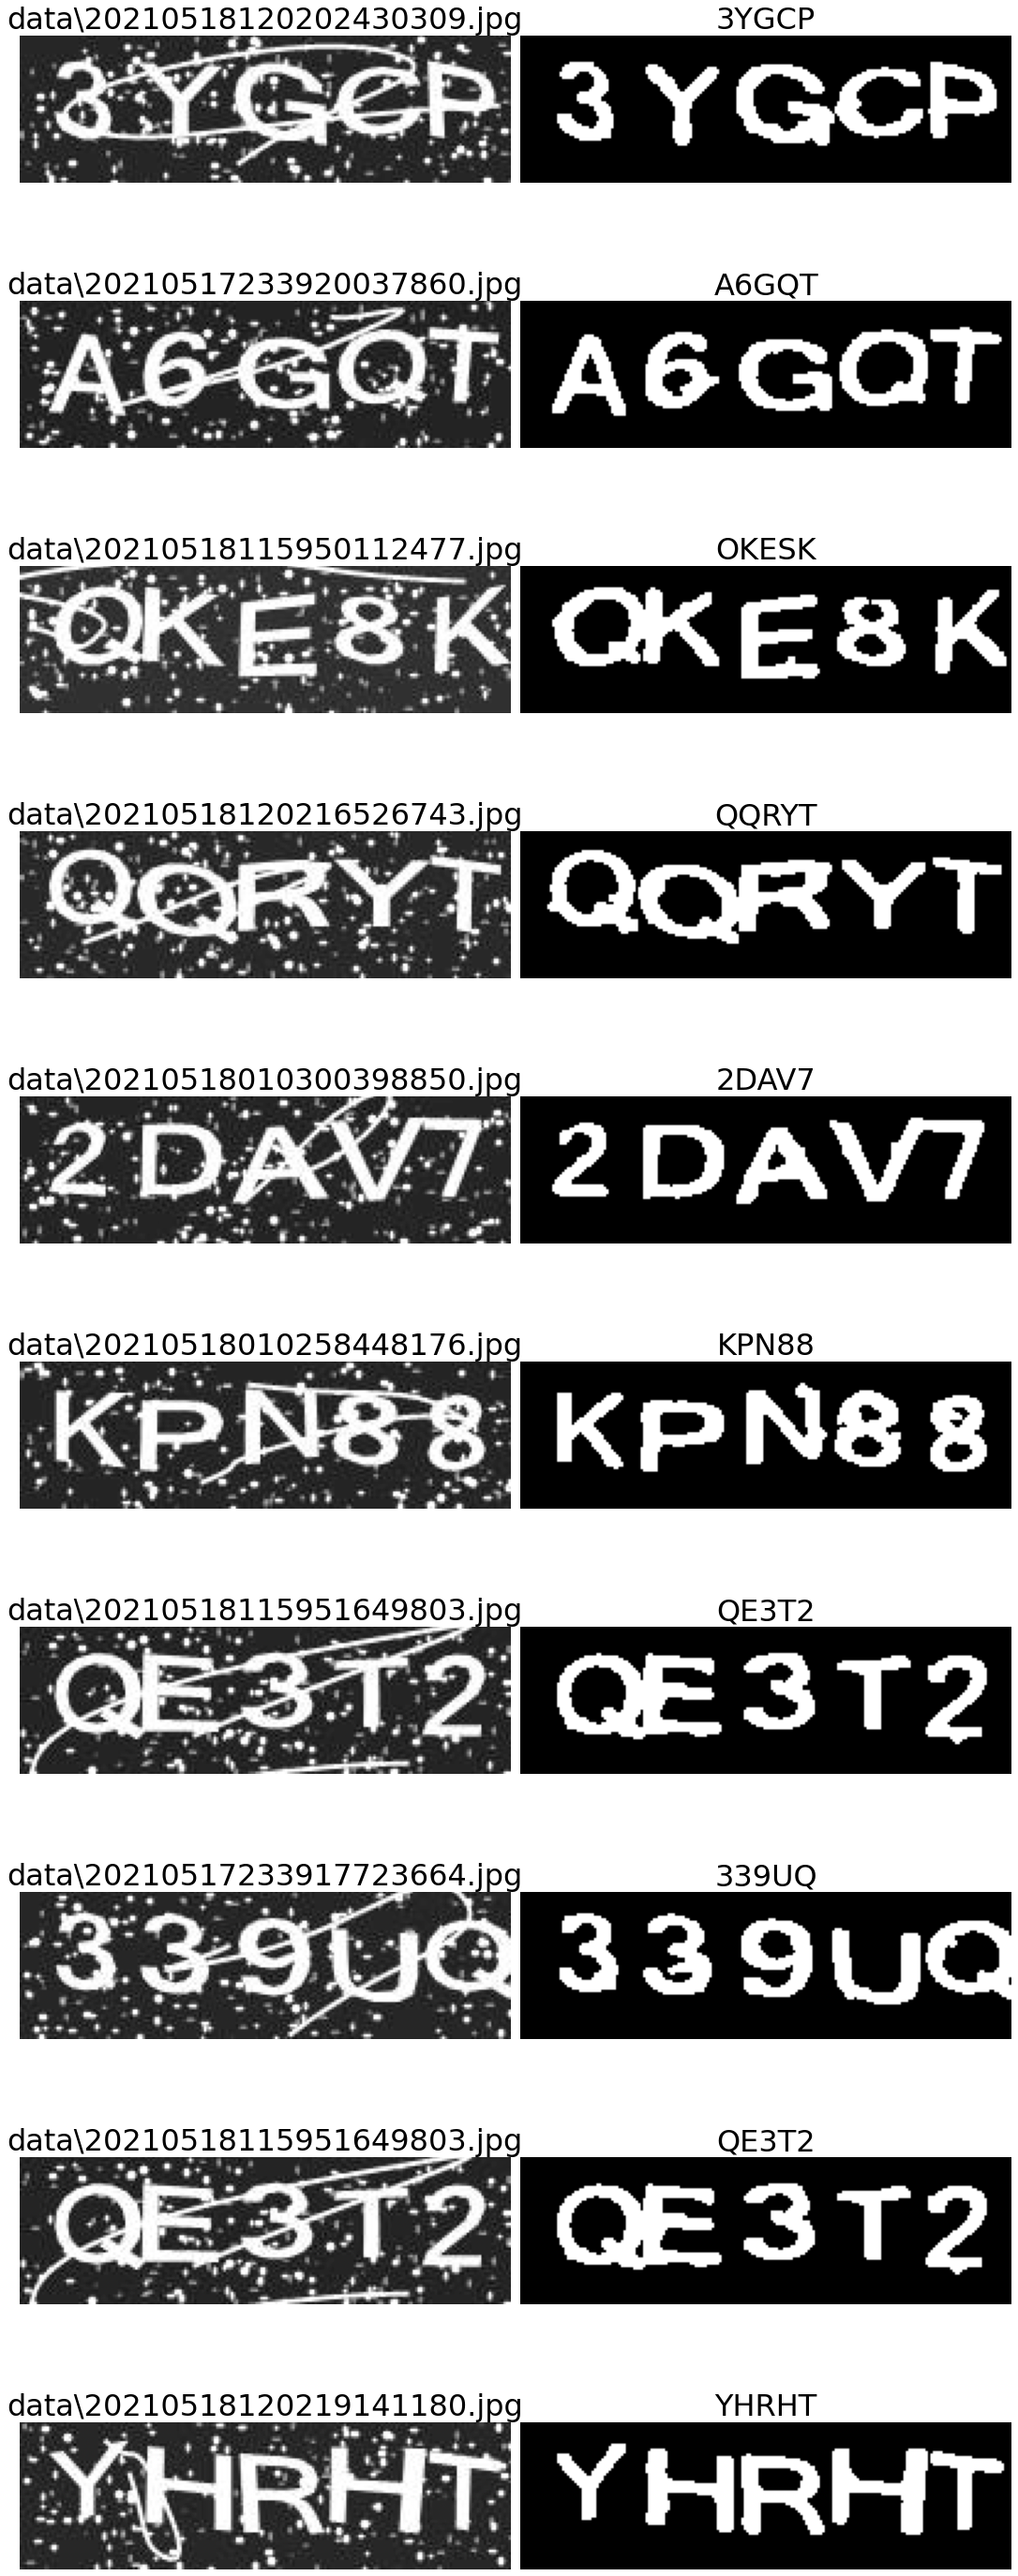 data\20210518120202430309.jpg 3YGCP
3YGCP 3YGCP
data\20210517233920037860.jpg A6GQT
A6GQT A6GQT
data\20210518115950112477.jpg OKESK
QKE8K QKE8K
data\20210518120216526743.jpg QQRYT
QQRYT QQRYT
data\20210518010300398850.jpg 2DAV7
2DAV7 2DAV7
data\20210518010258448176.jpg KPN88
KPN88 KPN88
data\20210518115951649803.jpg QE3T2
QE3T2 QE3T2
data\20210517233917723664.jpg 339UQ
339UQ 339UQ
data\20210518115951649803.jpg QE3T2
QE3T2 QE3T2
data\20210518120219141180.jpg YHRHT
YHRHT YHRHT